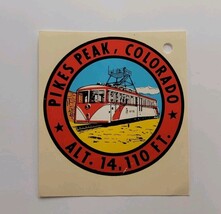 PIKES PEAK, COLORADO
ALT. 14,110 FT.